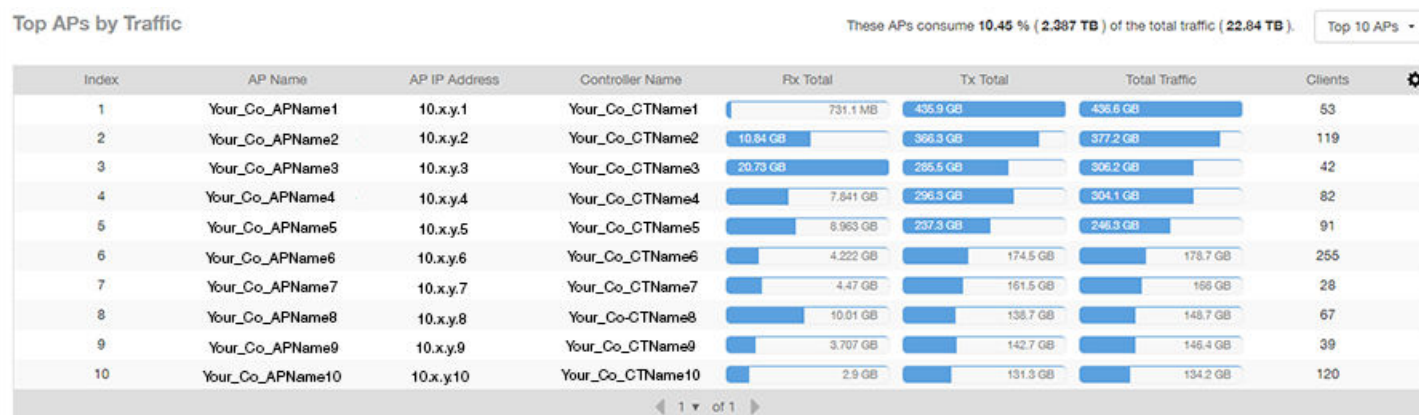 Top APs by Traffic These APs consume 10.45 % ( 2.387 TB ) of the total traffic ( 22.84 TB ). Top 10 APs
Index AP Name AP IP Address Controller Name Rx Total Tx Total Total Traffic Clients
1 Your_Co_APName1 10.x.y.1 Your_Co_CTName1 731.1 MB 435.9 GB 436.6 GB 53
2 Your_Co_APName2 10.x.y.2 Your_Co_CTName2 10.84 GB 366.3 GB 377.2 GB 119
3 Your_Co_APName3 10.x.y.3 Your_Co_CTName3 20.73 GB 285.5 GB 306.2 GB 42
4 Your_Co_APName4 10.x.y.4 Your_Co_CTName4 7.841 GB 296.3 GB 304.1 GB 82
5 Your_Co_APName5 10.x.y.5 Your_Co_CTName5 8.963 GB 237.3 GB 246.3 GB 91
6 Your_Co_APName6 10.x.y.6 Your_Co_CTName6 4.222 GB 174.5 GB 178.7 GB 255
7 Your_Co_APName7 10.x.y.7 Your_Co_CTName7 4.47 GB 161.5 GB 166 GB 28
8 Your_Co_APName8 10.x.y.8 Your_Co-CTName8 10.01 GB 138.7 GB 148.7 GB 67
9 Your_Co_APName9 10.x.y.9 Your_Co_CTName9 3.707 GB 142.7 GB 146.4 GB 39
10 Your_Co_APName10 10.x.y.10 Your_Co_CTName10 2.9 GB 131.3 GB 134.2 GB 120
1 of 1